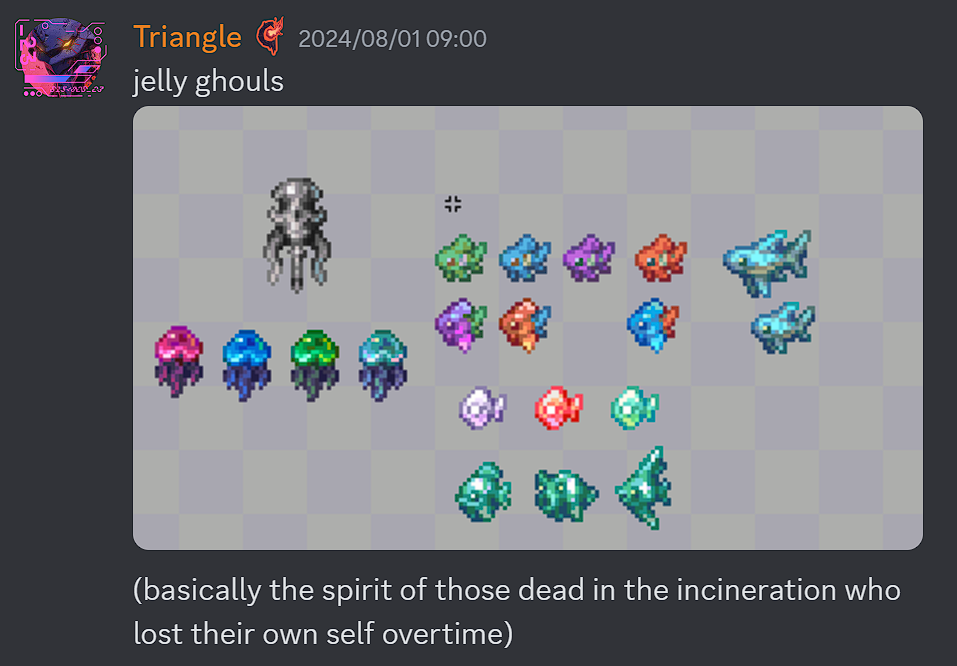 Triangle 2024/08/01 09:00
jelly ghouls
(basically the spirit of those dead in the incineration who
lost their own self overtime)